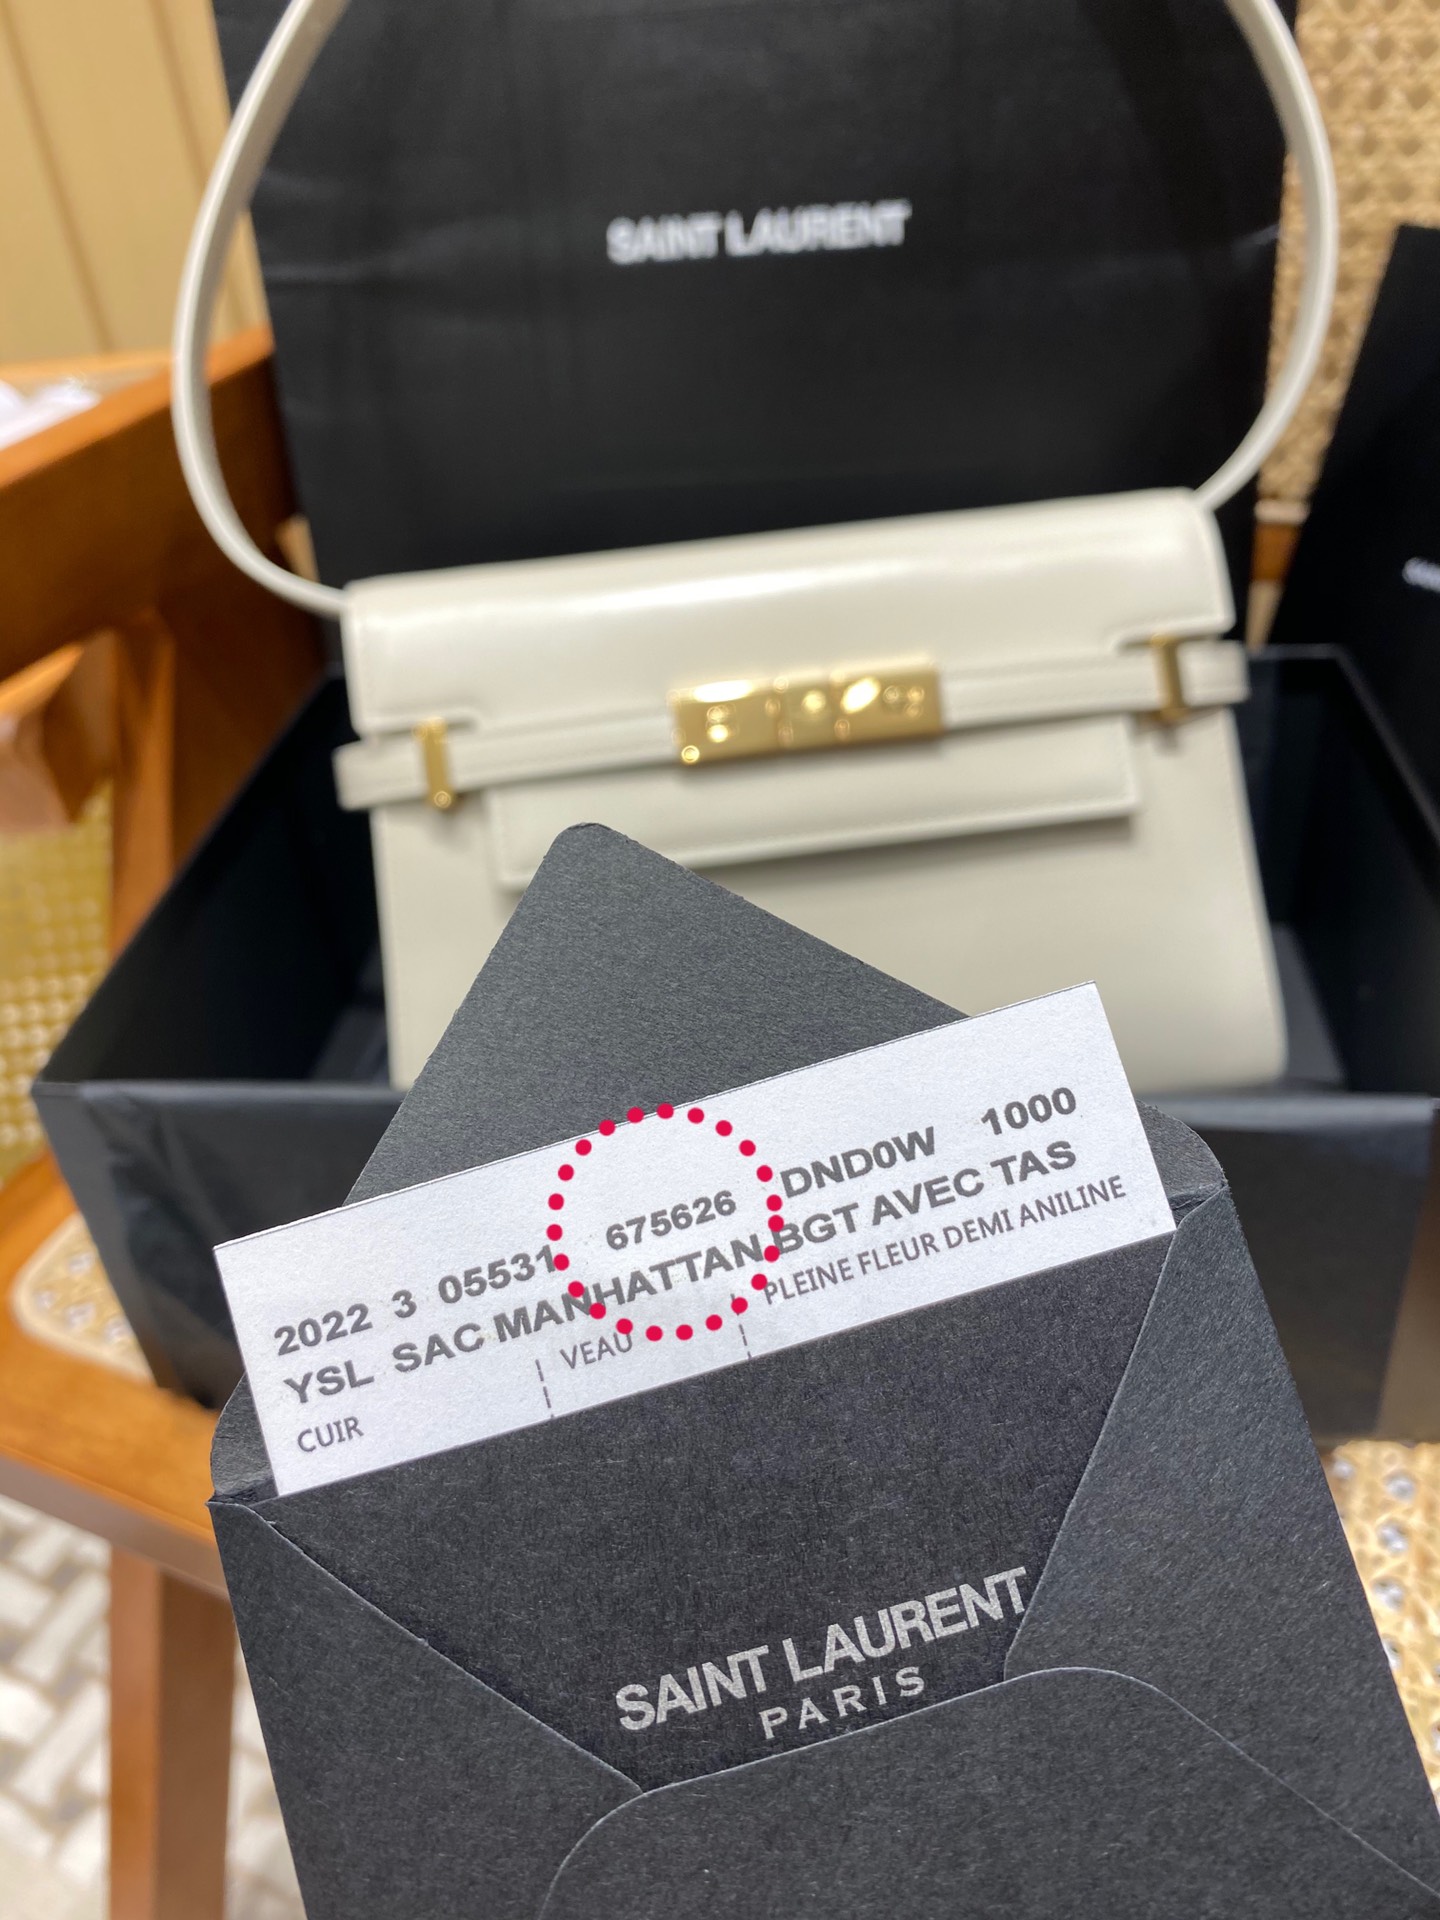 SAINT LAURENT
2022 3 05531 675626 DND0W 1000
YSL SAC MANHATTAN BGT AVEC TAS
CUIR VEAU PLEINE FLEUR DEMI ANILINE
SAINT LAURENT
PARIS